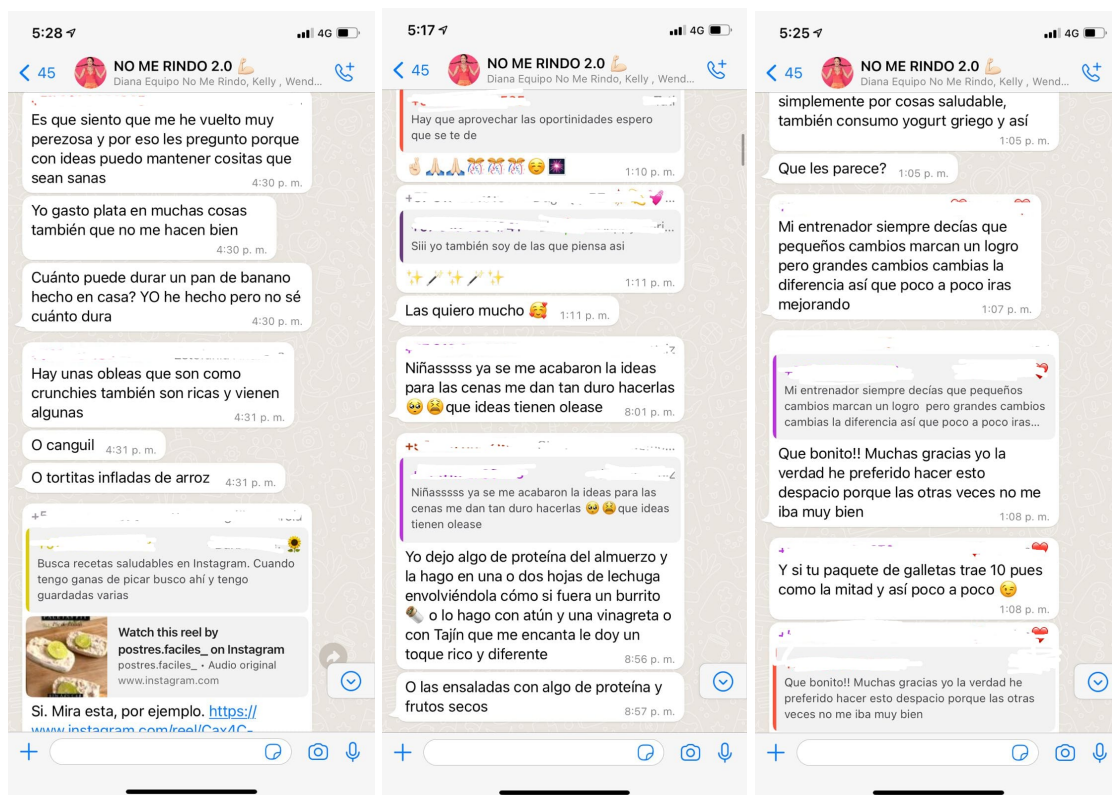 5:28
4G
45
NO ME RINDO 2.0
Diana Equipo No Me Rindo, Kelly , Wend...
Es que siento que me he vuelto muy
perezosa y por eso les pregunto porque
con ideas puedo mantener cositas que
sean sanas
4:30 p. m.
Yo gasto plata en muchas cosas
también que no me hacen bien
4:30 p. m.
Cuánto puede durar un pan de banano
hecho en casa? YO he hecho pero no sé
cuánto dura
4:30 p. m.
Hay unas obleas que son como
crunchies también son ricas y vienen
algunas
4:31 p. m.
O canguil 4:31 p. m.
O tortitas infladas de arroz 4:31 p. m.
Busca recetas saludables en Instagram. Cuando
tengo ganas de picar busco ahí y tengo
guardadas varias
Watch this reel by
postres.faciles_ on Instagram
postres.faciles_ • Audio original
www.instagram.com
Si. Mira esta, por ejemplo. https://
www.instagram.com/reel/Cax4C-
5:17
4G
45
NO ME RINDO 2.0
Diana Equipo No Me Rindo, Kelly , Wend...
Hay que aprovechar las oportinidades espero
que se te de
1:10 p. m.
Siii yo también soy de las que piensa asi
1:11 p. m.
Las quiero mucho 🥰 1:11 p. m.
Niñasssss ya se me acabaron la ideas
para las cenas me dan tan duro hacerlas
🥺😫que ideas tienen olease 8:01 p. m.
Niñasssss ya se me acabaron la ideas para las
cenas me dan tan duro hacerlas 🥺😫que ideas
tienen olease
Yo dejo algo de proteína del almuerzo y
la hago en una o dos hojas de lechuga
envolviéndola cómo si fuera un burrito
🌯 o lo hago con atún y una vinagreta o
con Tajín que me encanta le doy un
toque rico y diferente 8:56 p. m.
O las ensaladas con algo de proteína y
frutos secos 8:57 p. m.
5:25
4G
45
NO ME RINDO 2.0
Diana Equipo No Me Rindo, Kelly , Wend...
simplemente por cosas saludable,
también consumo yogurt griego y así
1:05 p. m.
Que les parece? 1:05 p. m.
Mi entrenador siempre decías que
pequeños cambios marcan un logro
pero grandes cambios cambias la
diferencia así que poco a poco iras
mejorando 1:07 p. m.
Mi entrenador siempre decías que pequeños
cambios marcan un logro pero grandes cambios
cambias la diferencia así que poco a poco iras...
Que bonito!! Muchas gracias yo la
verdad he preferido hacer esto
despacio porque las otras veces no me
iba muy bien 1:08 p. m.
Y si tu paquete de galletas trae 10 pues
como la mitad y así poco a poco 😉
1:08 p. m.
Que bonito!! Muchas gracias yo la verdad he
preferido hacer esto despacio porque las otras
veces no me iba muy bien